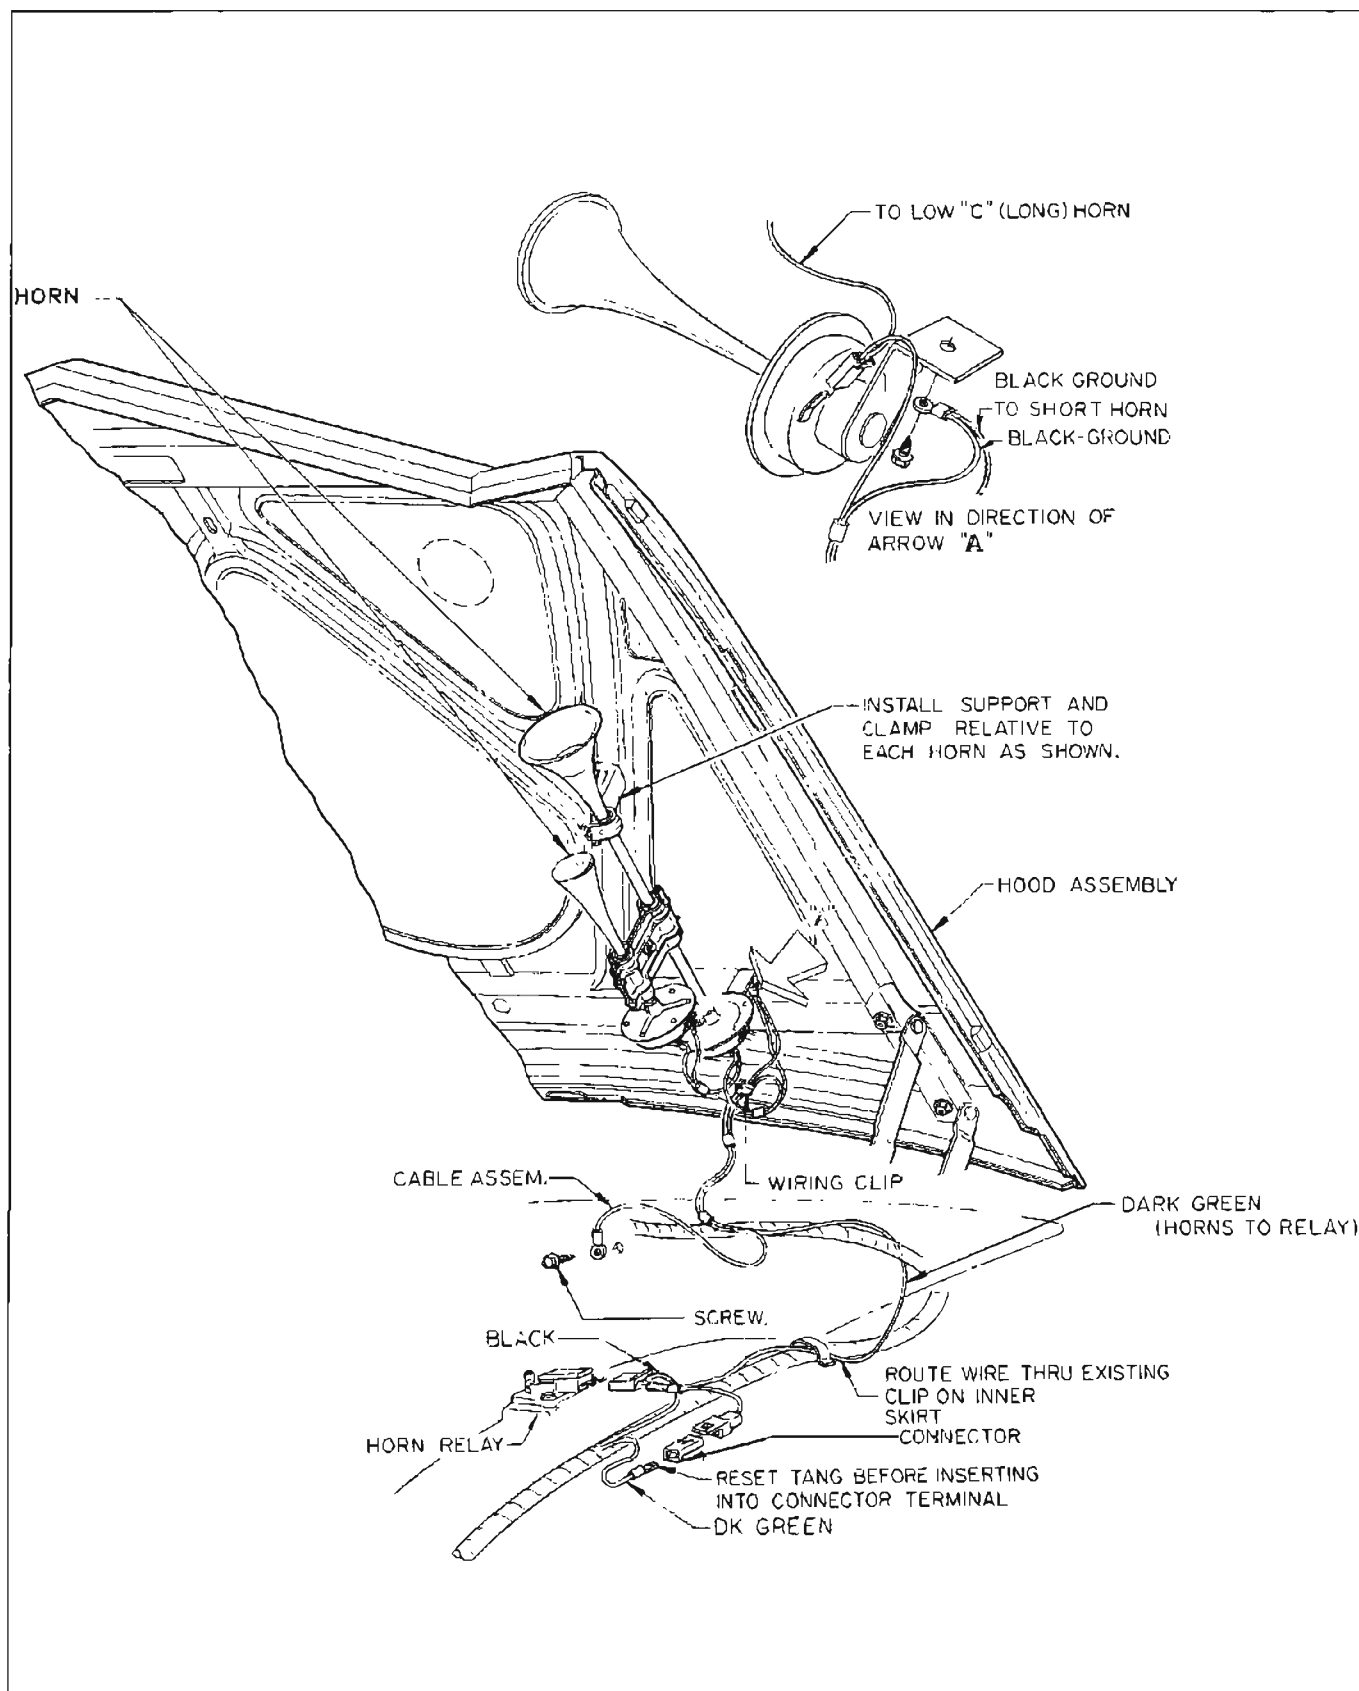 TO LOW "C" (LONG) HORN
HORN
BLACK GROUND
TO SHORT HORN
BLACK-GROUND
VIEW IN DIRECTION OF
ARROW "A"
INSTALL SUPPORT AND
CLAMP RELATIVE TO
EACH HORN AS SHOWN.
HOOD ASSEMBLY
CABLE ASSEM.
WIRING CLIP
DARK GREEN
(HORNS TO RELAY)
SCREW.
BLACK
ROUTE WIRE THRU EXISTING
CLIP ON INNER
SKIRT
CONNECTOR
HORN RELAY
RESET TANG BEFORE INSERTING
INTO CONNECTOR TERMINAL
DK GREEN